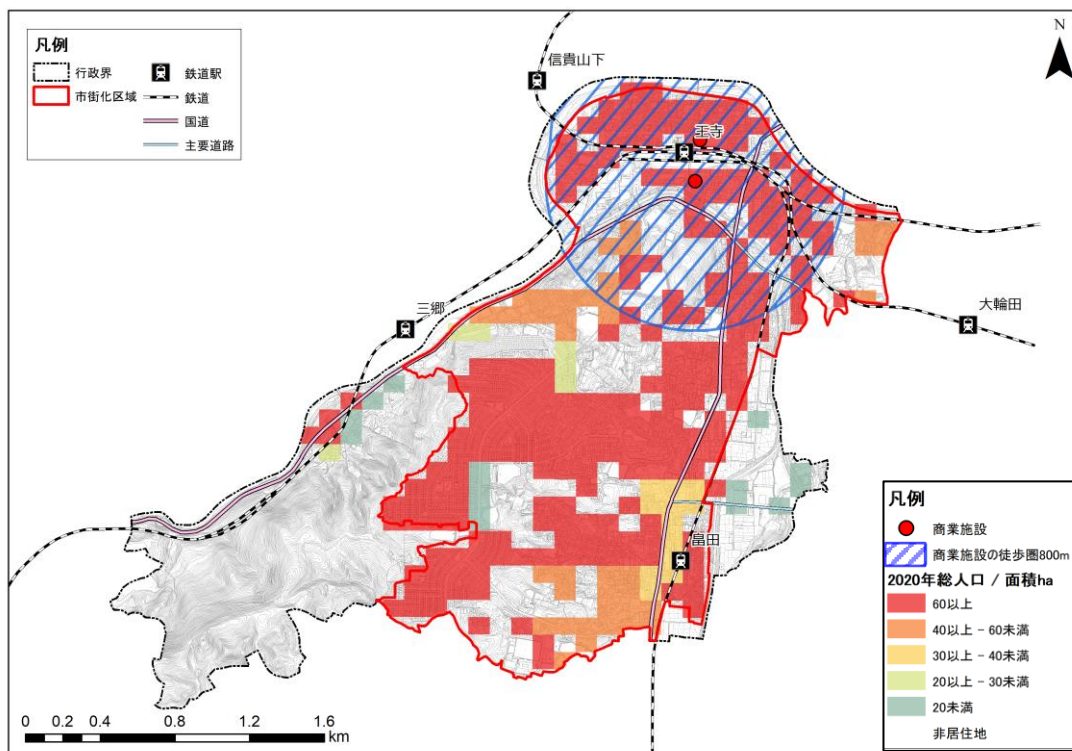 凡例
行政界
市街化区域
鉄道駅
鉄道
国道
主要道路
N
信貴山下
王寺
三郷
大輪田
畠田
凡例
商業施設
商業施設の徒歩圏800m
2020年総人口 / 面積ha
60以上
40以上 - 60未満
30以上 - 40未満
20以上 - 30未満
20未満
非居住地
0 0.2 0.4 0.8 1.2 1.6
km